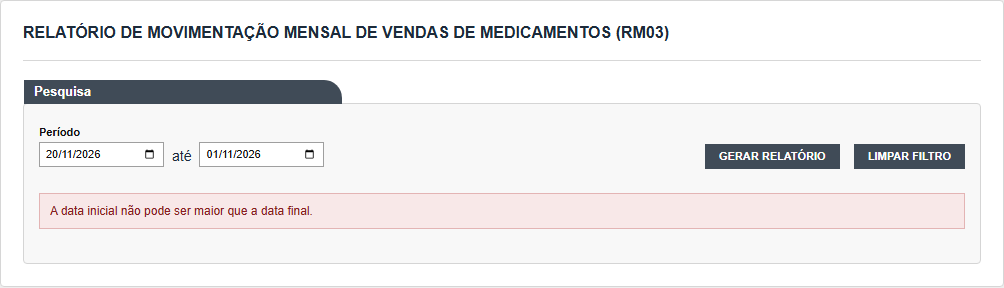 RELATÓRIO DE MOVIMENTAÇÃO MENSAL DE VENDAS DE MEDICAMENTOS (RM03)
Pesquisa
Período
20/11/2026 até 01/11/2026
GERAR RELATÓRIO LIMPAR FILTRO
A data inicial não pode ser maior que a data final.